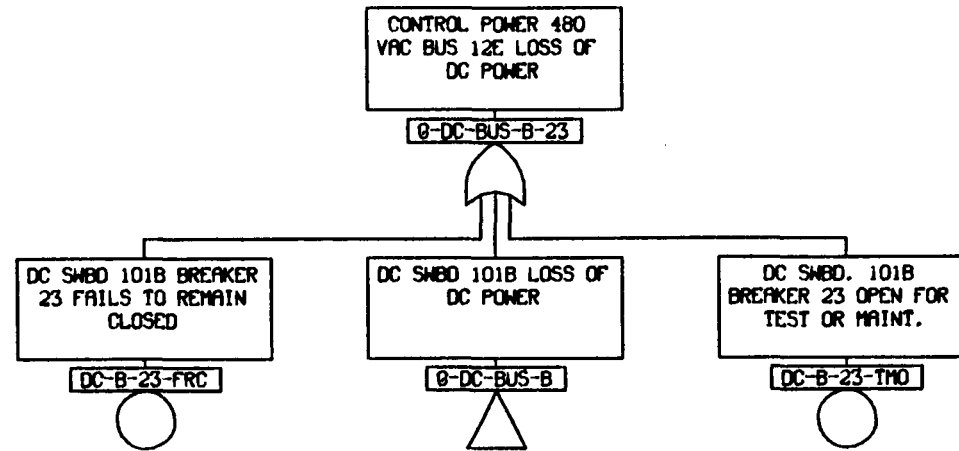 CONTROL POWER 480
VAC BUS 12E LOSS OF
DC POWER
0-DC-BUS-B-23
DC SWBD 101B BREAKER
23 FAILS TO REMAIN
CLOSED
DC-B-23-FRC
DC SWBD 101B LOSS OF
DC POWER
0-DC-BUS-B
DC SWBD. 101B
BREAKER 23 OPEN FOR
TEST OR MAINT.
DC-B-23-TMO